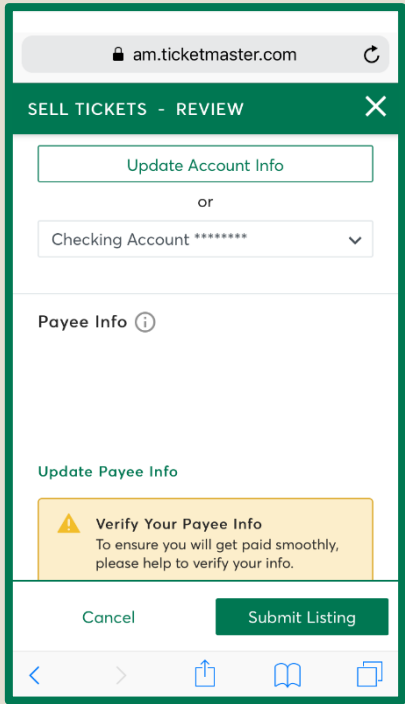 am.ticketmaster.com
SELL TICKETS - REVIEW
Update Account Info
or
Checking Account ********
Payee Info
Update Payee Info
Verify Your Payee Info
To ensure you will get paid smoothly,
please help to verify your info.
Cancel
Submit Listing